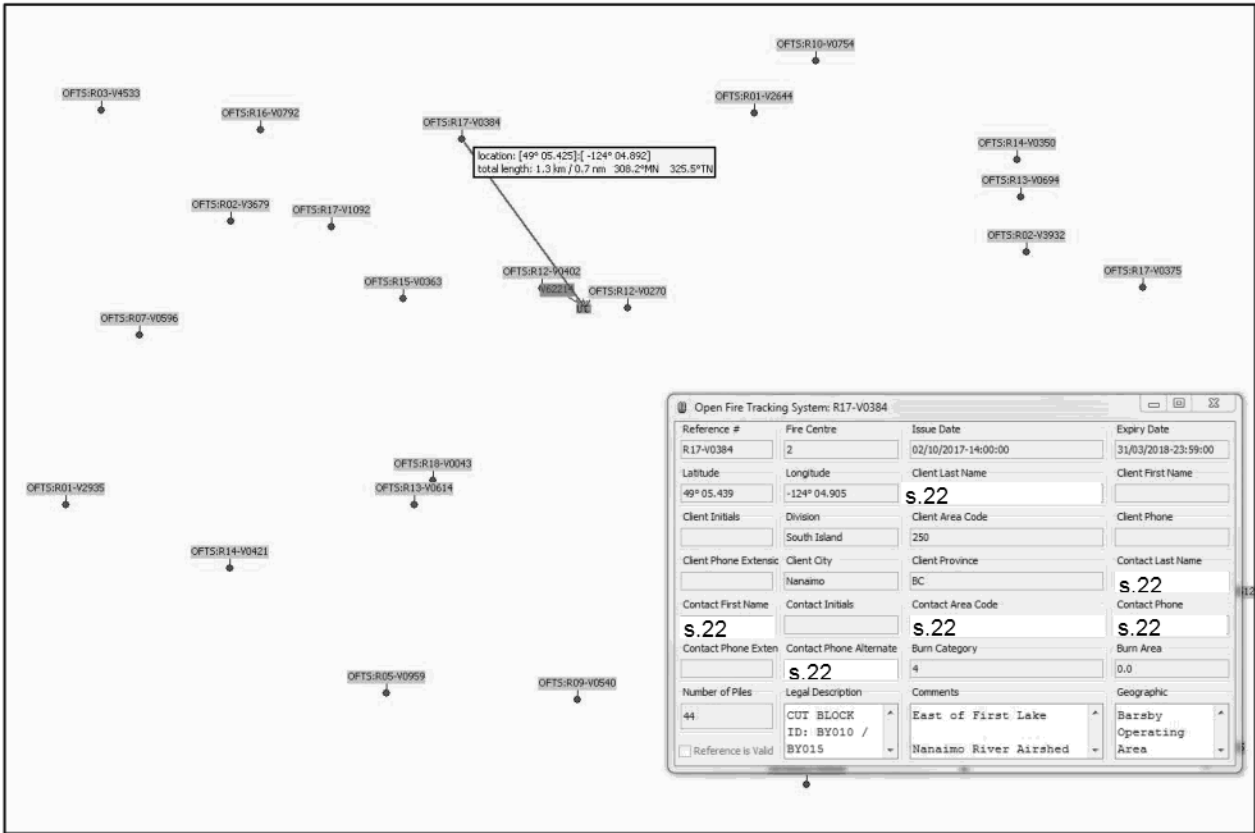 OFTS:R10-V0754
OFTS:R03-V4533
OFTS:R01-V2644
OFTS:R16-V0792
OFTS:R17-V0384
OFTS:R14-V0350
location: [49° 05.425]:[ -124° 04.892]
total length: 1.3 km / 0.7 nm 308.2°MN 325.5°TN
OFTS:R13-V0694
OFTS:R02-V3679
OFTS:R17-V1092
OFTS:R02-V3932
OFTS:R12-90402
OFTS:R17-V0375
OFTS:R15-V0363
V62214
OFTS:R12-V0270
OFTS:R07-V0596
OFTS:R18-V0043
OFTS:R01-V2935
OFTS:R13-V0614
OFTS:R14-V0421
OFTS:R05-V0959
OFTS:R09-V0540
Open Fire Tracking System: R17-V0384
Reference # Fire Centre Issue Date Expiry Date
R17-V0384 2 02/10/2017-14:00:00 31/03/2018-23:59:00
Latitude Longitude Client Last Name Client First Name
49° 05.439 -124° 04.905 s.22
Client Initials Division Client Area Code Client Phone
South Island 250
Client Phone Extensic Client City Client Province Contact Last Name
Nanaimo BC s.22
Contact First Name Contact Initials Contact Area Code Contact Phone
s.22 s.22 s.22
Contact Phone Exten Contact Phone Alternate Burn Category Burn Area
s.22 4 0.0
Number of Piles Legal Description Comments Geographic
44 CUT BLOCK East of First Lake Barsby
ID: BY010 / Operating
Reference is Valid BY015 Nanaimo River Airshed Area